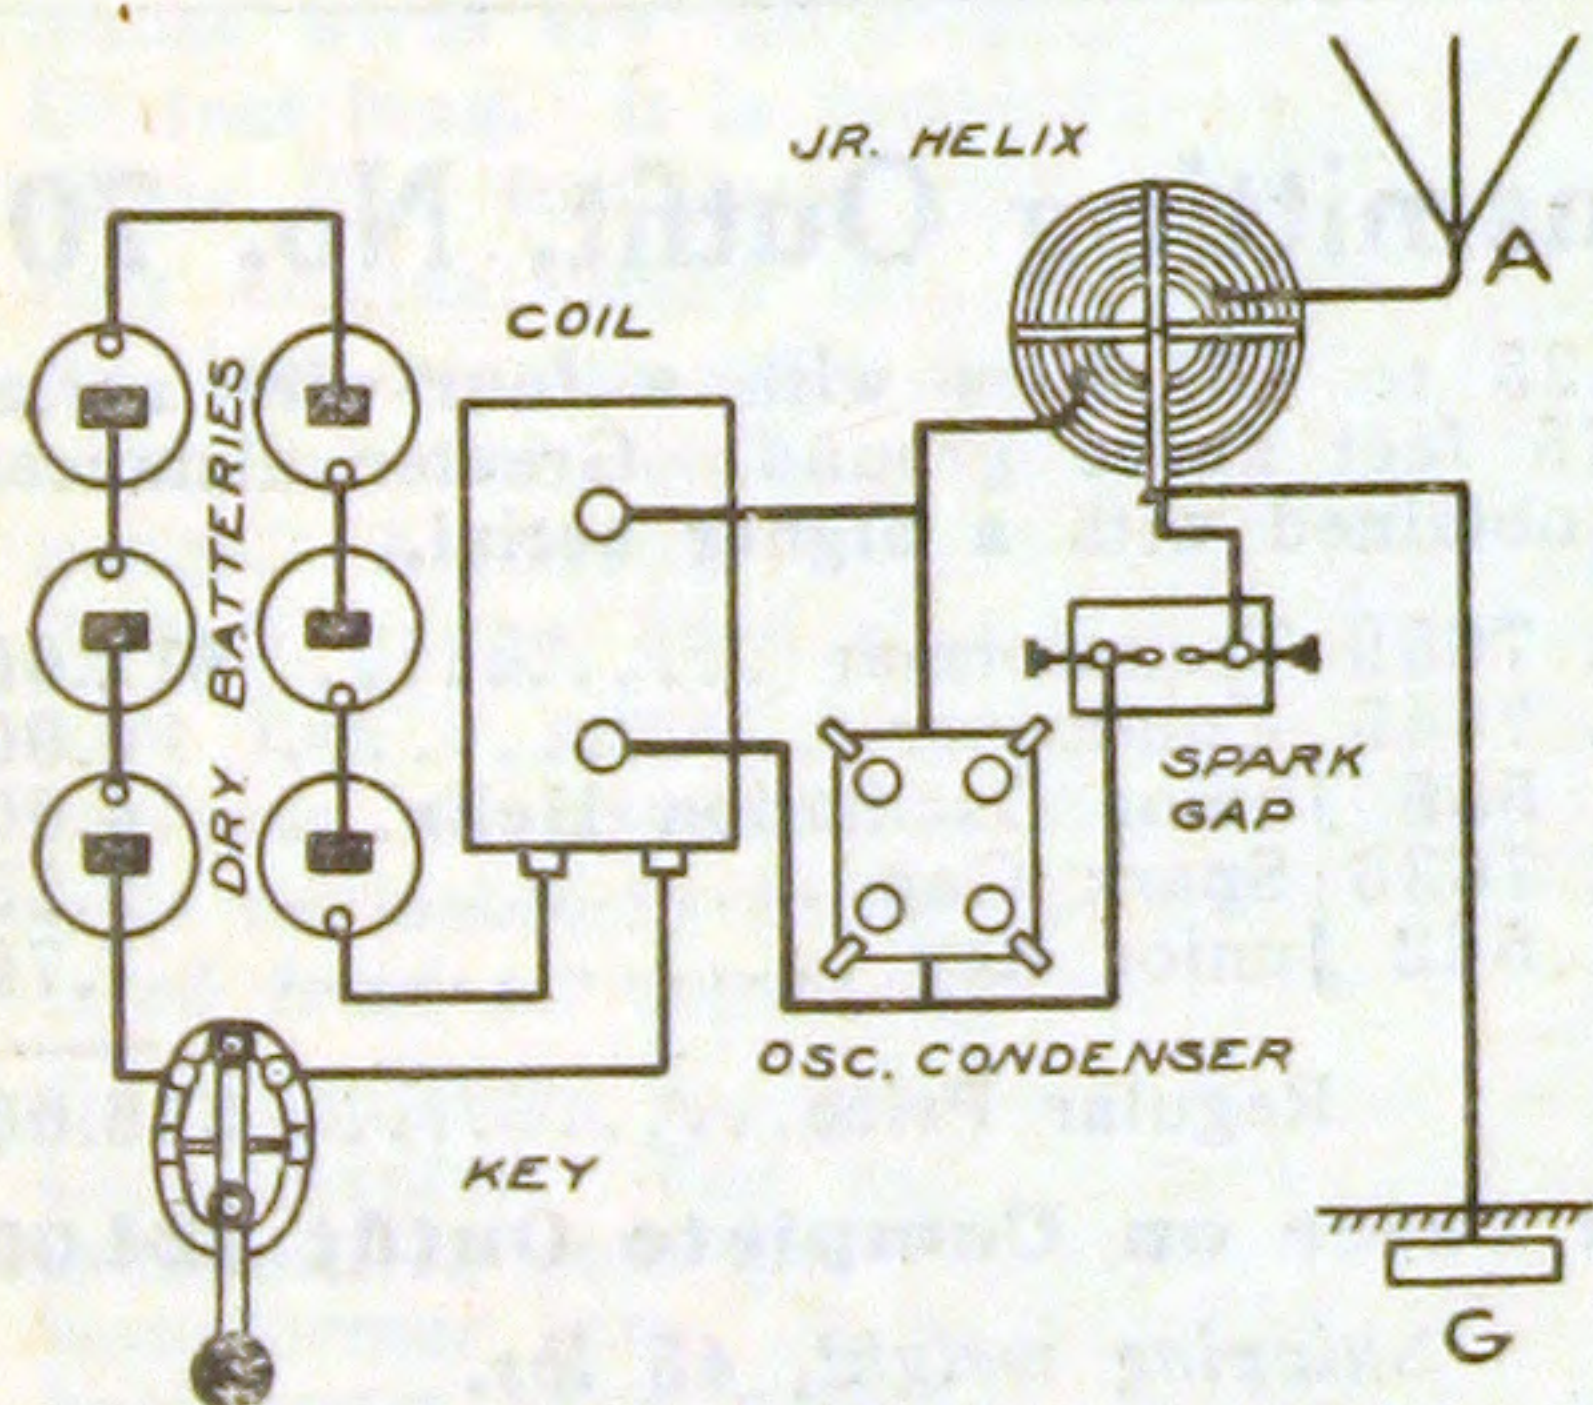 JR. HELIX
A
COIL
DRY BATTERIES
SPARK
GAP
OSC. CONDENSER
KEY
G